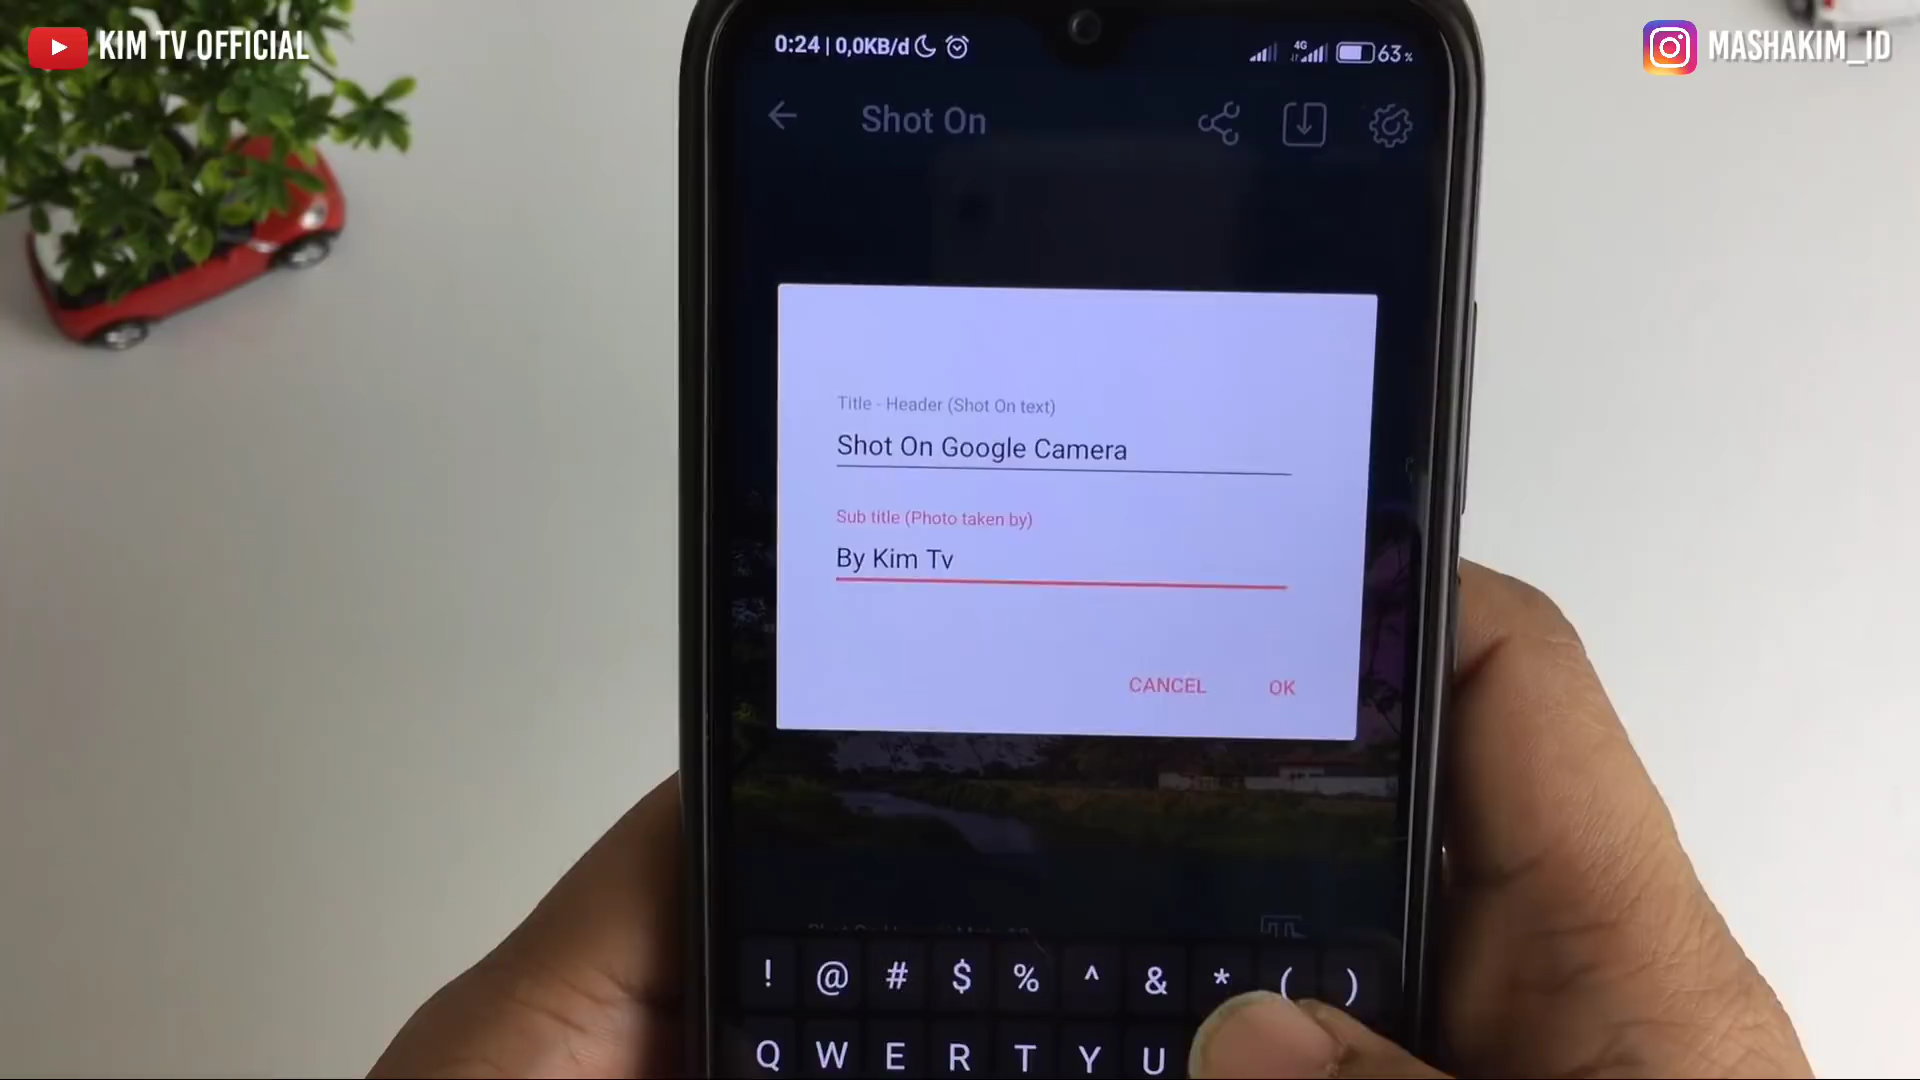 KIM TV OFFICIAL
MASHAKIM_ID
0:24 | 0,0KB/d
4G
63%
Shot On
Title - Header (Shot On text)
Shot On Google Camera
Sub title (Photo taken by)
By Kim Tv
CANCEL OK
! @ # $ % ^ & * ( )
Q W E R T Y U